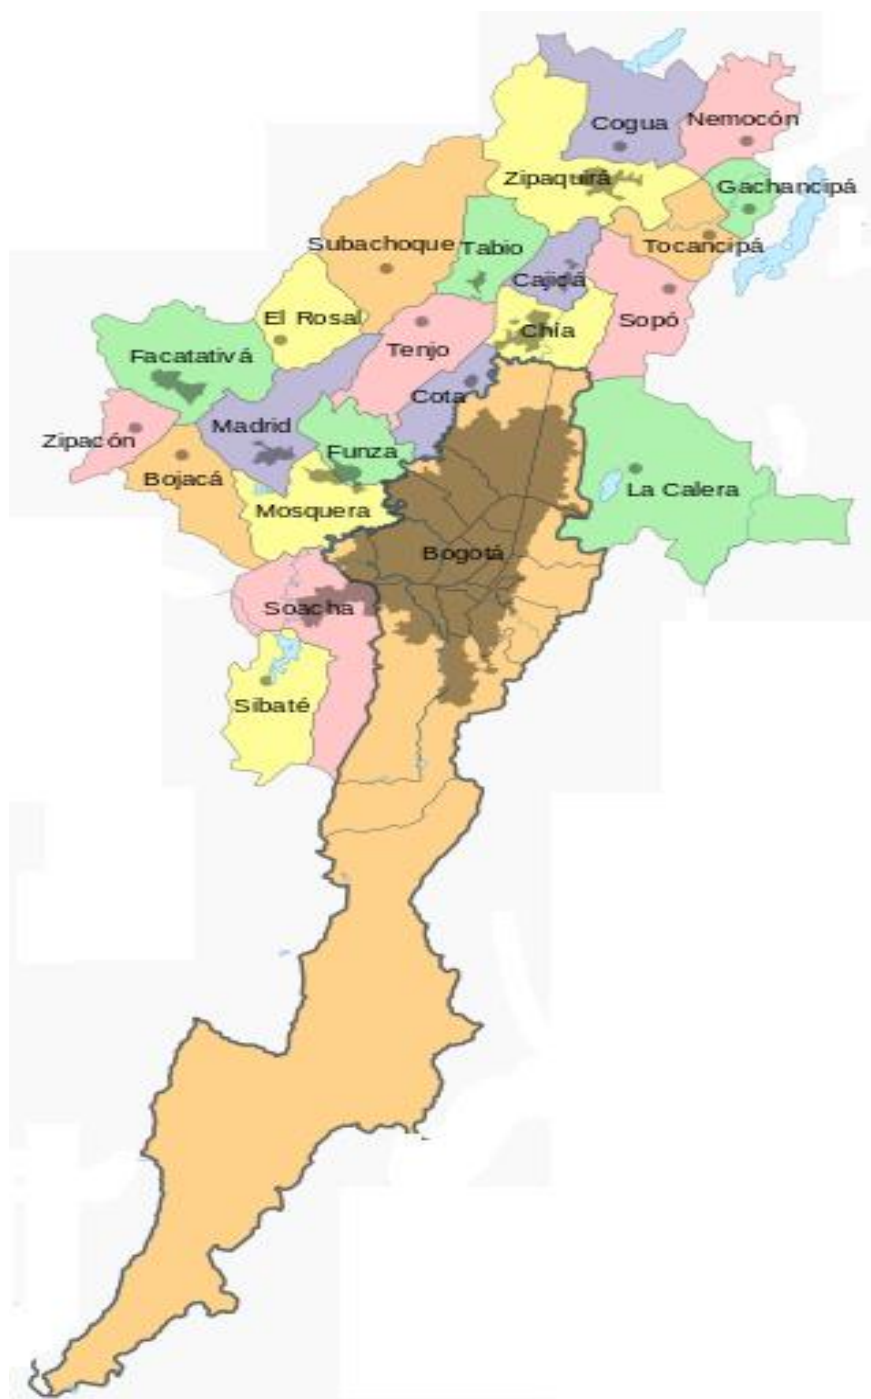 Cogua
Nemocón
Zipaquirá
Gachancipá
Subachoque
Tabio
Tocancipá
Cajicá
El Rosal
Chía
Sopó
Tenjo
Facatativá
Cota
Madrid
Zipacón
Funza
Bojacá
La Calera
Mosquera
Bogotá
Soacha
Sibaté